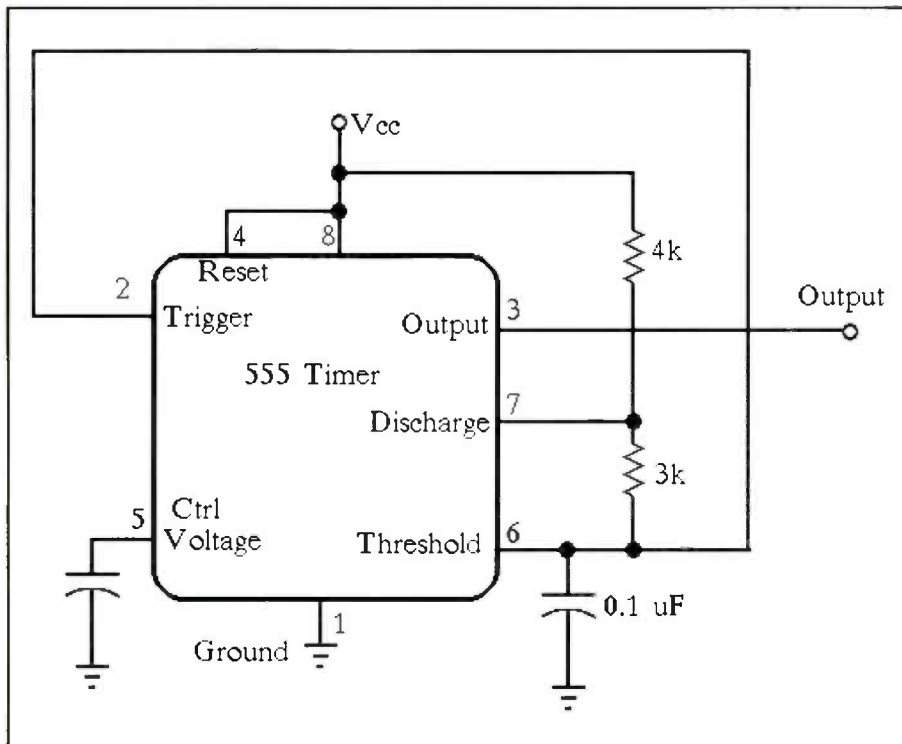 Vcc
4
8
Reset
4k
2
Trigger
3
Output
Output
555 Timer
7
Discharge
3k
5
Ctrl
Voltage
6
Threshold
0.1 uF
1
Ground